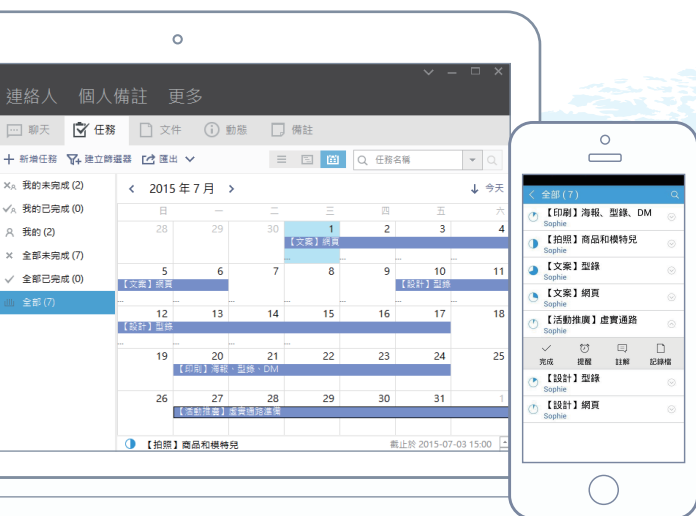 連絡人 個人備註 更多
聊天 任務 文件 動態 備註
新增任務 建立篩選器 匯出 任務名稱
我的未完成 (2)
我的已完成 (0)
我的 (2)
全部未完成 (7)
全部已完成 (0)
全部 (7)
2015 年 7 月 今天
日 一 二 三 四 五 六
28 29 30 1 2 3 4
【文案】網頁
5 6 7 8 9 10 11
【文案】網頁 【設計】型錄
12 13 14 15 16 17 18
【設計】型錄
19 20 21 22 23 24 25
【印刷】海報、型錄、DM
26 27 28 29 30 31 1
【活動推廣】虛實通路準備
【拍照】商品和模特兒 截止於 2015-07-03 15:00
全部 ( 7 )
【印刷】海報、型錄、DM
Sophie
【拍照】商品和模特兒
Sophie
【文案】型錄
Sophie
【文案】網頁
Sophie
【活動推廣】虛實通路
Sophie
完成 提醒 註解 記錄檔
【設計】型錄
Sophie
【設計】網頁
Sophie